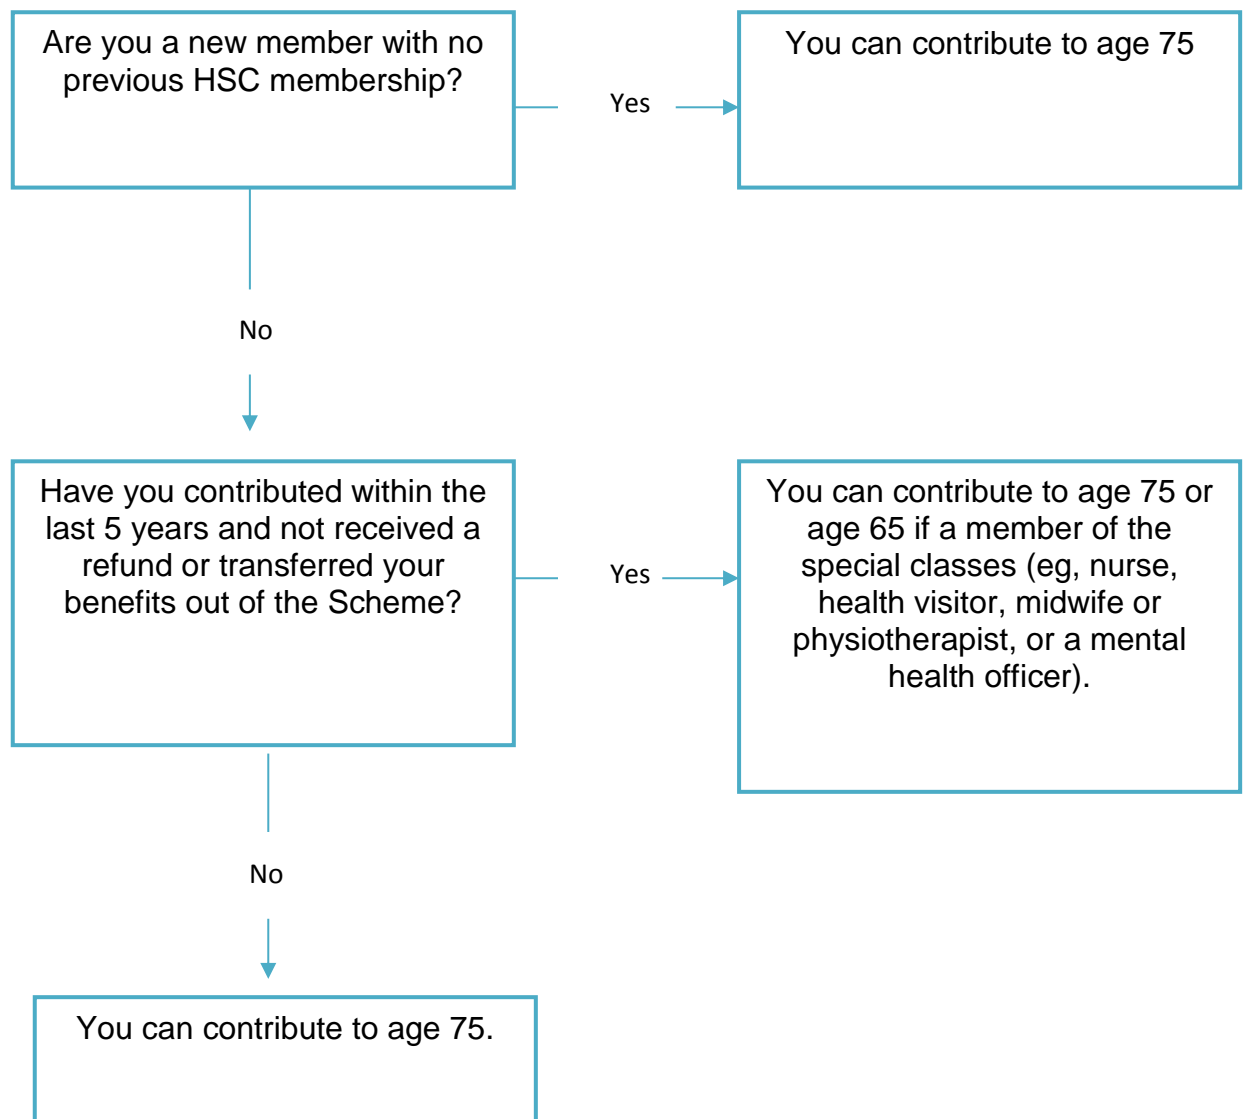 Are you a new member with no
previous HSC membership?
Yes
You can contribute to age 75
No
Have you contributed within the
last 5 years and not received a
refund or transferred your
benefits out of the Scheme?
Yes
You can contribute to age 75 or
age 65 if a member of the
special classes (eg, nurse,
health visitor, midwife or
physiotherapist, or a mental
health officer).
No
You can contribute to age 75.